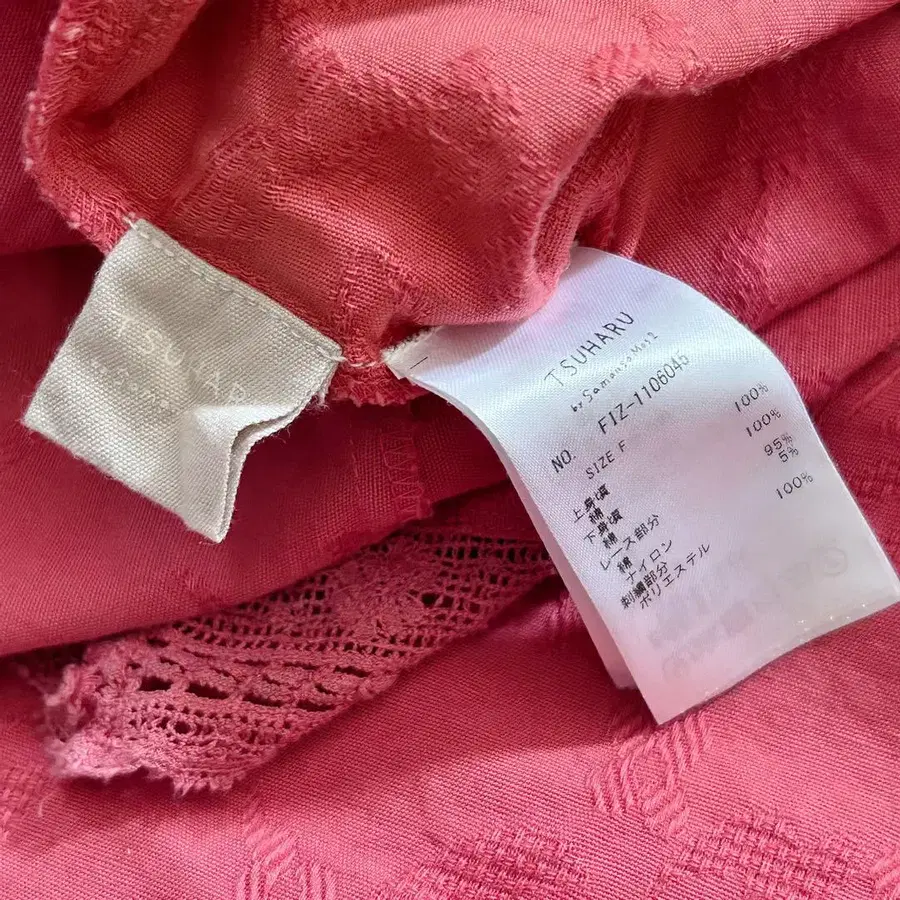 TSUHARU
by Samansa Mos2
NO. FIZ-1106045
SIZE F
上身頃
綿 100%
下身頃
綿 100%
レース部分
綿 95%
ナイロン 5%
刺繍部分
ポリエステル 100%